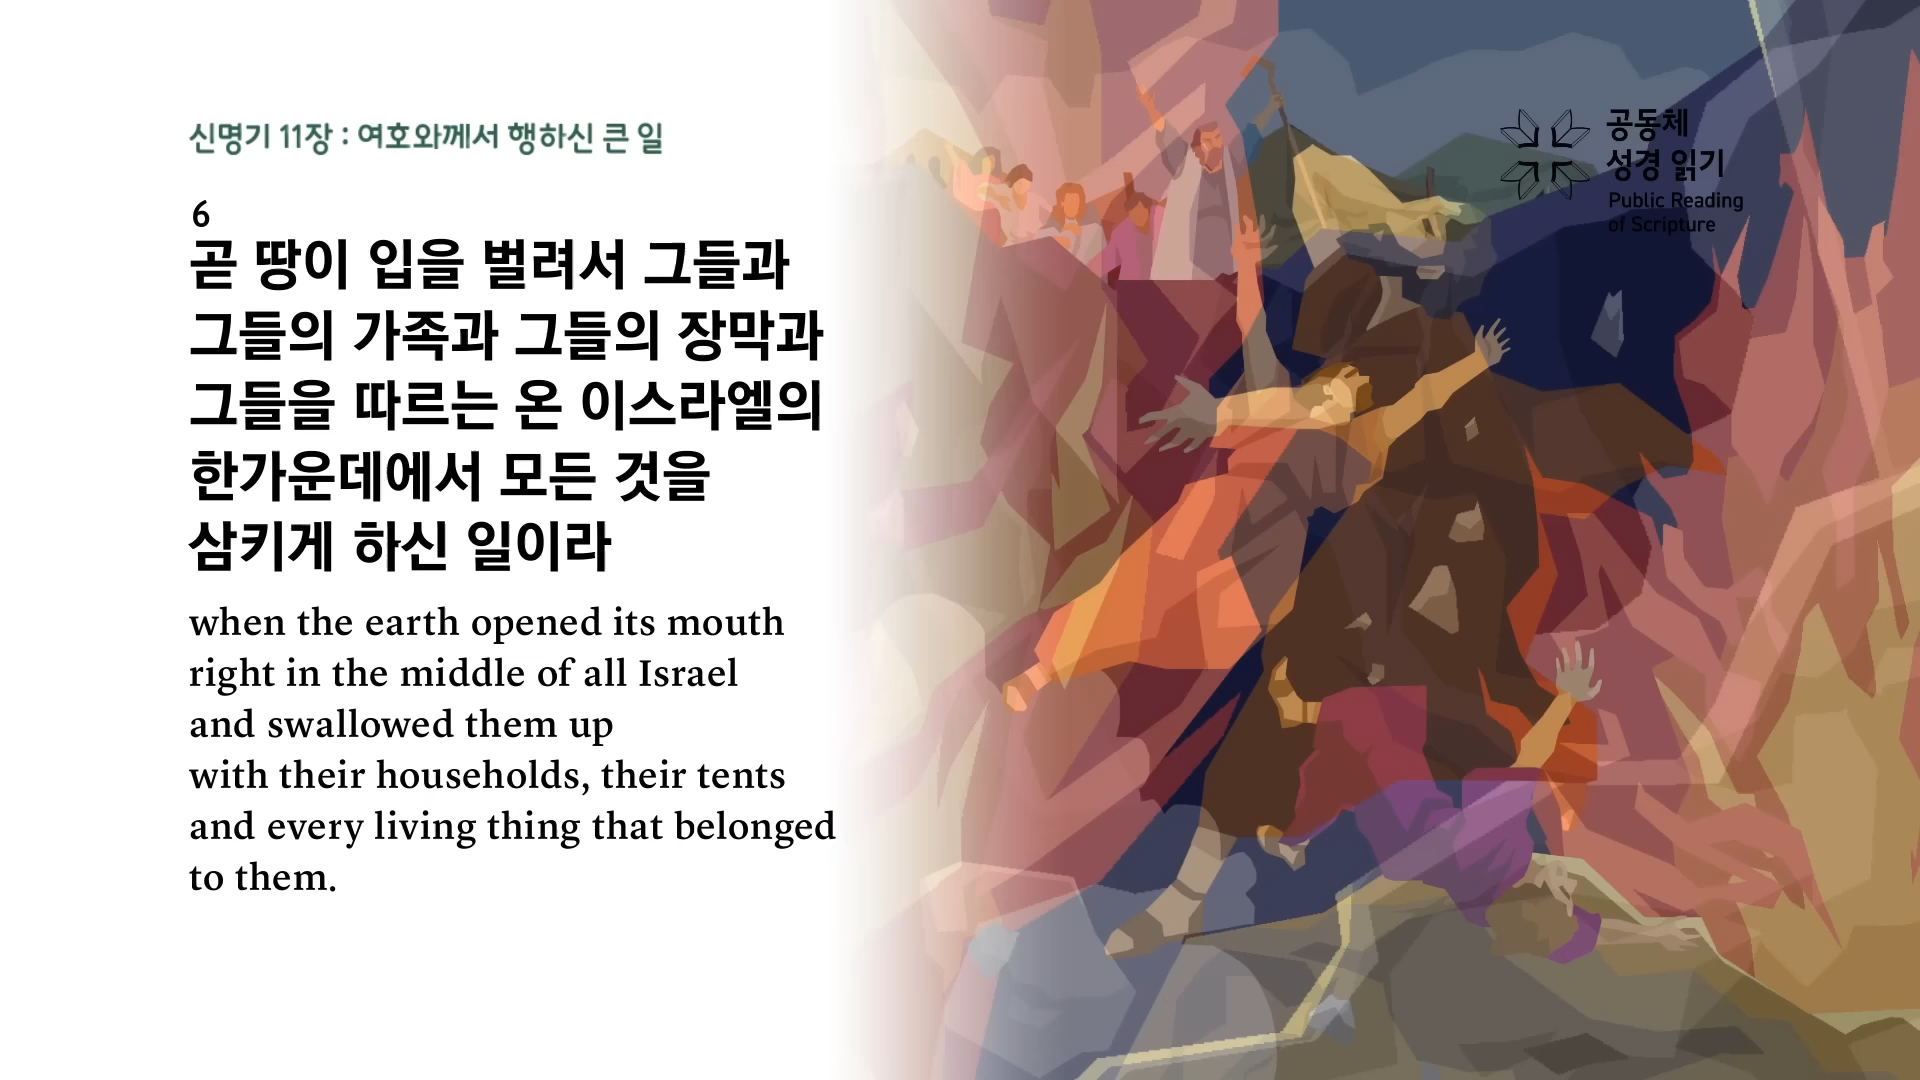 신명기 11장 : 여호와께서 행하신 큰 일
6
곧 땅이 입을 벌려서 그들과
그들의 가족과 그들의 장막과
그들을 따르는 온 이스라엘의
한가운데에서 모든 것을
삼키게 하신 일이라
when the earth opened its mouth
right in the middle of all Israel
and swallowed them up
with their households, their tents
and every living thing that belonged
to them.
공동체
성경 읽기
Public Reading
of Scripture